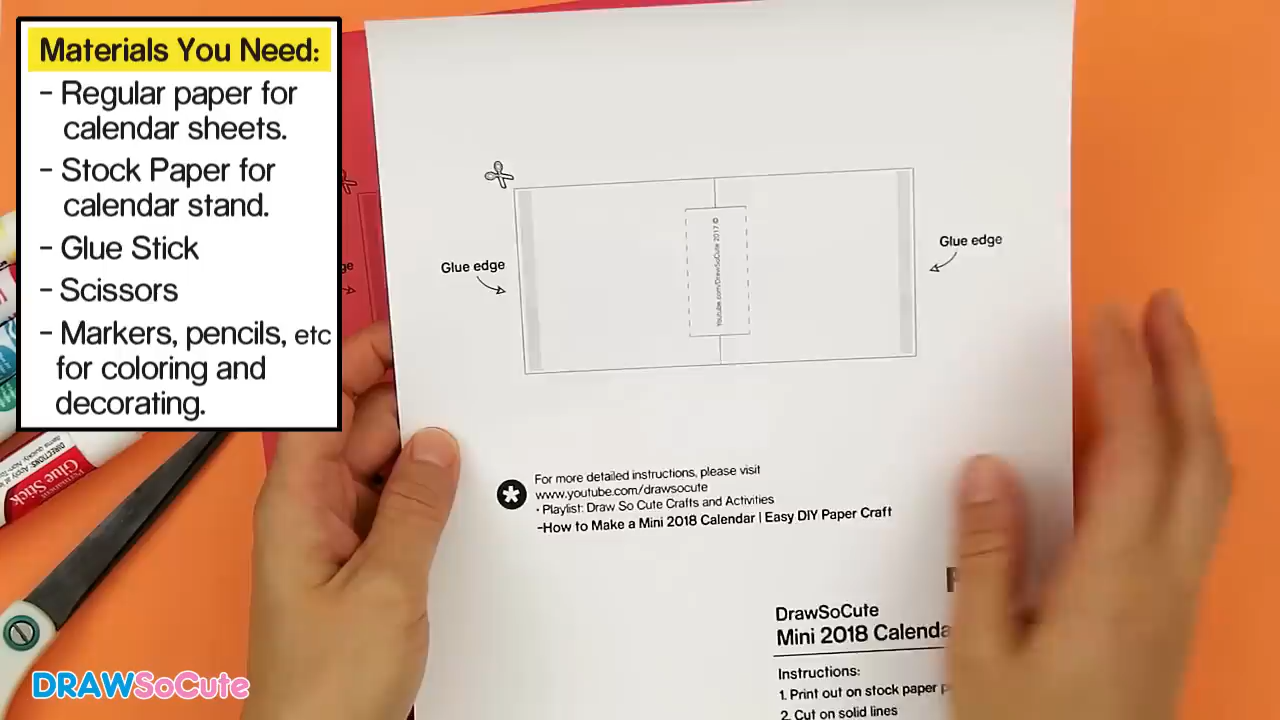 Materials You Need:
- Regular paper for
calendar sheets.
- Stock Paper for
calendar stand.
- Glue Stick
- Scissors
- Markers, pencils, etc
for coloring and
decorating.
Glue edge
Youtube.com/DrawSoCute 2017 ©
Glue edge
For more detailed instructions, please visit
www.youtube.com/drawsocute
• Playlist: Draw So Cute Crafts and Activities
-How to Make a Mini 2018 Calendar | Easy DIY Paper Craft
DrawSoCute
Mini 2018 Calenda
Instructions:
1. Print out on stock paper
2. Cut on solid lines
Permanent
Glue Stick
DIRECTIONS:
DRAWSoCute